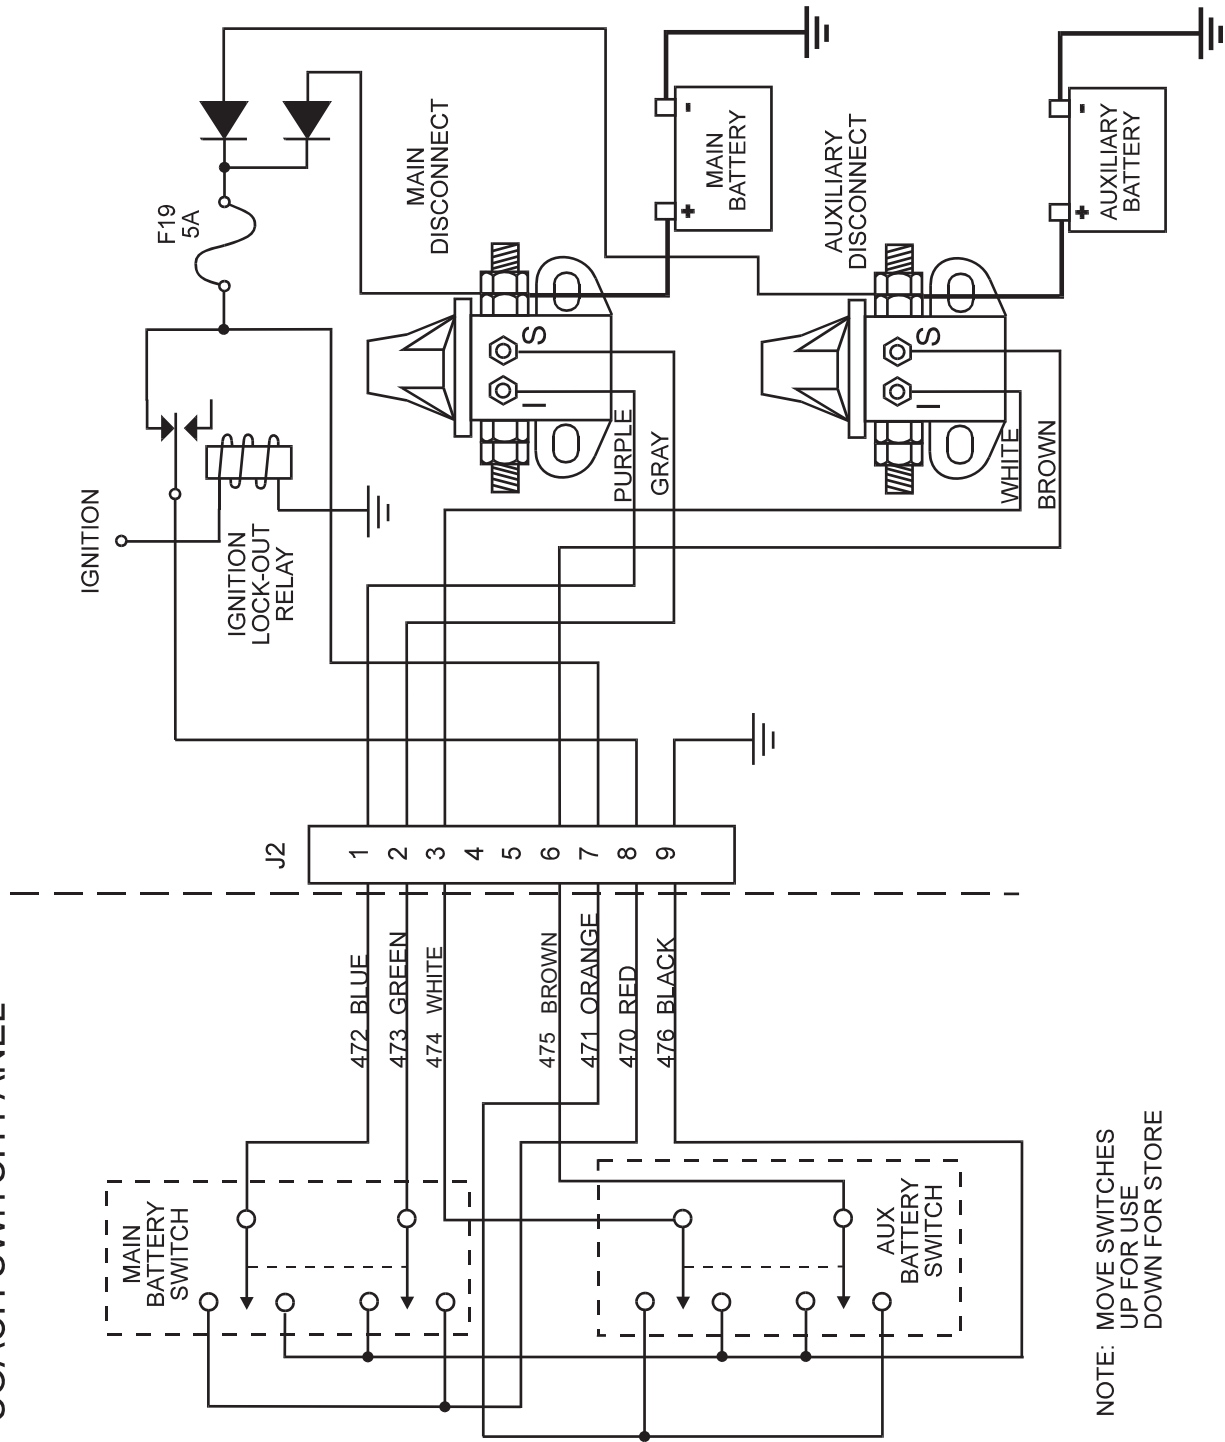 IGNITION
IGNITION
LOCK-OUT
RELAY
F19
5A
MAIN
DISCONNECT
MAIN
BATTERY
-
+
AUXILIARY
DISCONNECT
AUXILIARY
BATTERY
-
+
S
I
S
I
PURPLE
GRAY
WHITE
BROWN
J2
1
2
3
4
5
6
7
8
9
472 BLUE
473 GREEN
474 WHITE
475 BROWN
471 ORANGE
470 RED
476 BLACK
MAIN
BATTERY
SWITCH
AUX
BATTERY
SWITCH
NOTE: MOVE SWITCHES
UP FOR USE
DOWN FOR STORE